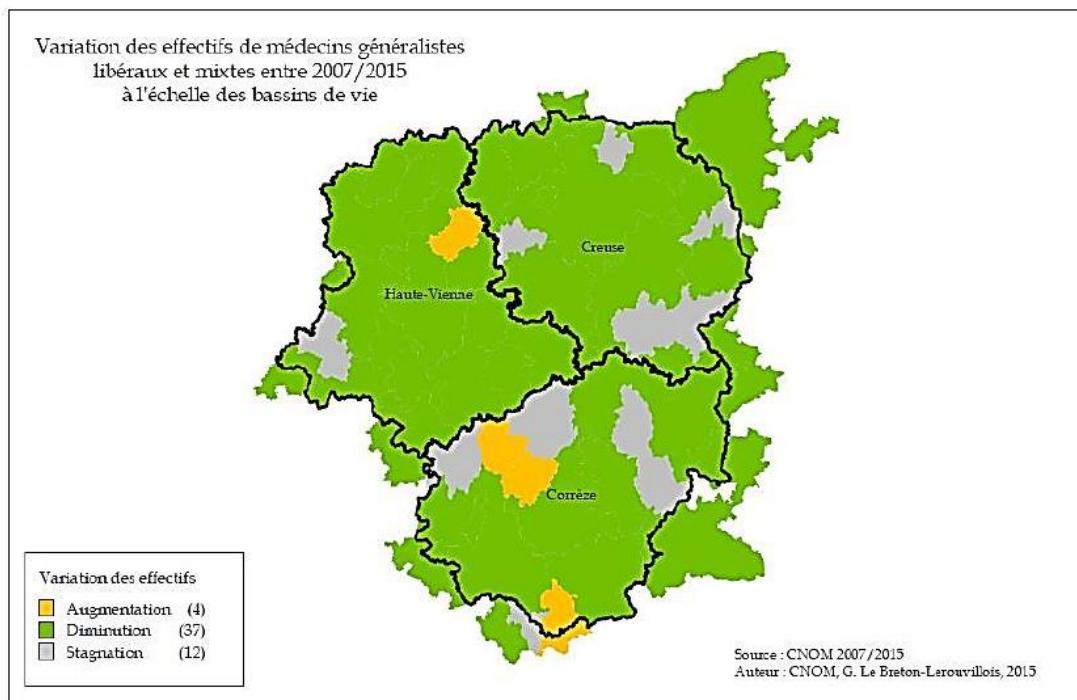 Variation des effectifs de médecins généralistes
libéraux et mixtes entre 2007/2015
à l'échelle des bassins de vie
Creuse
Haute-Vienne
Corrèze
Variation des effectifs
Augmentation (4)
Diminution (37)
Stagnation (12)
Source : CNOM 2007/2015
Auteur : CNOM, G. Le Breton-Lerouvillois, 2015